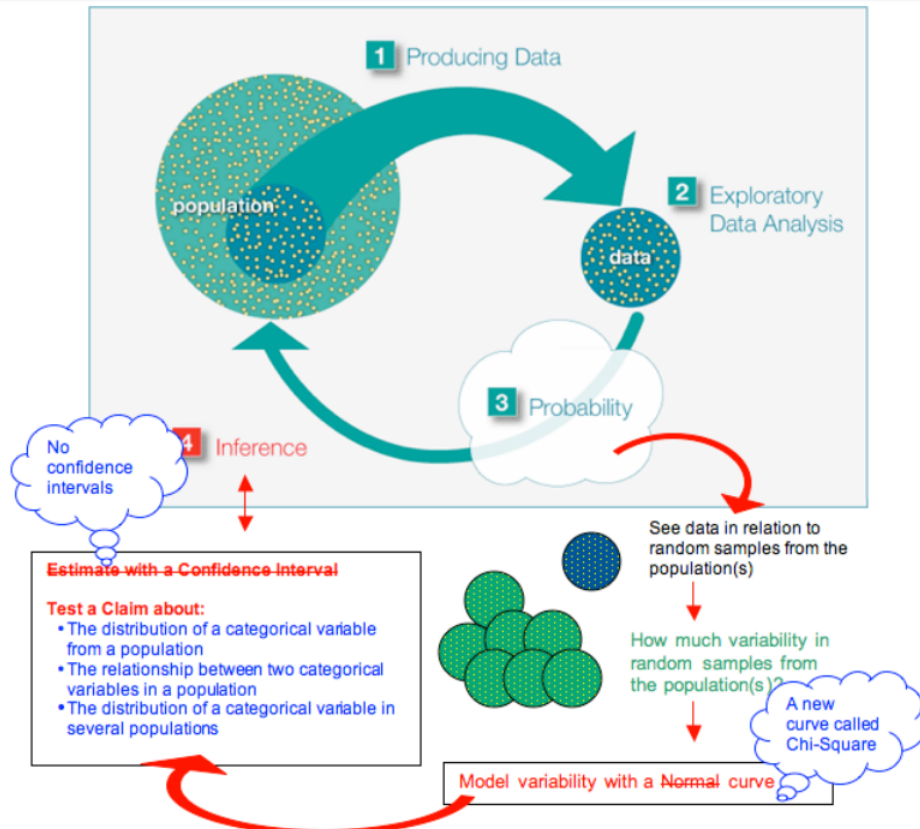 1 Producing Data
population
2 Exploratory
Data Analysis
data
3 Probability
4 Inference
No
confidence
intervals
Estimate with a Confidence Interval
Test a Claim about:
• The distribution of a categorical variable
from a population
• The relationship between two categorical
variables in a population
• The distribution of a categorical variable in
several populations
See data in relation to
random samples from the
population(s)
How much variability in
random samples from
the population(s)?
A new
curve called
Chi-Square
Model variability with a Normal curve